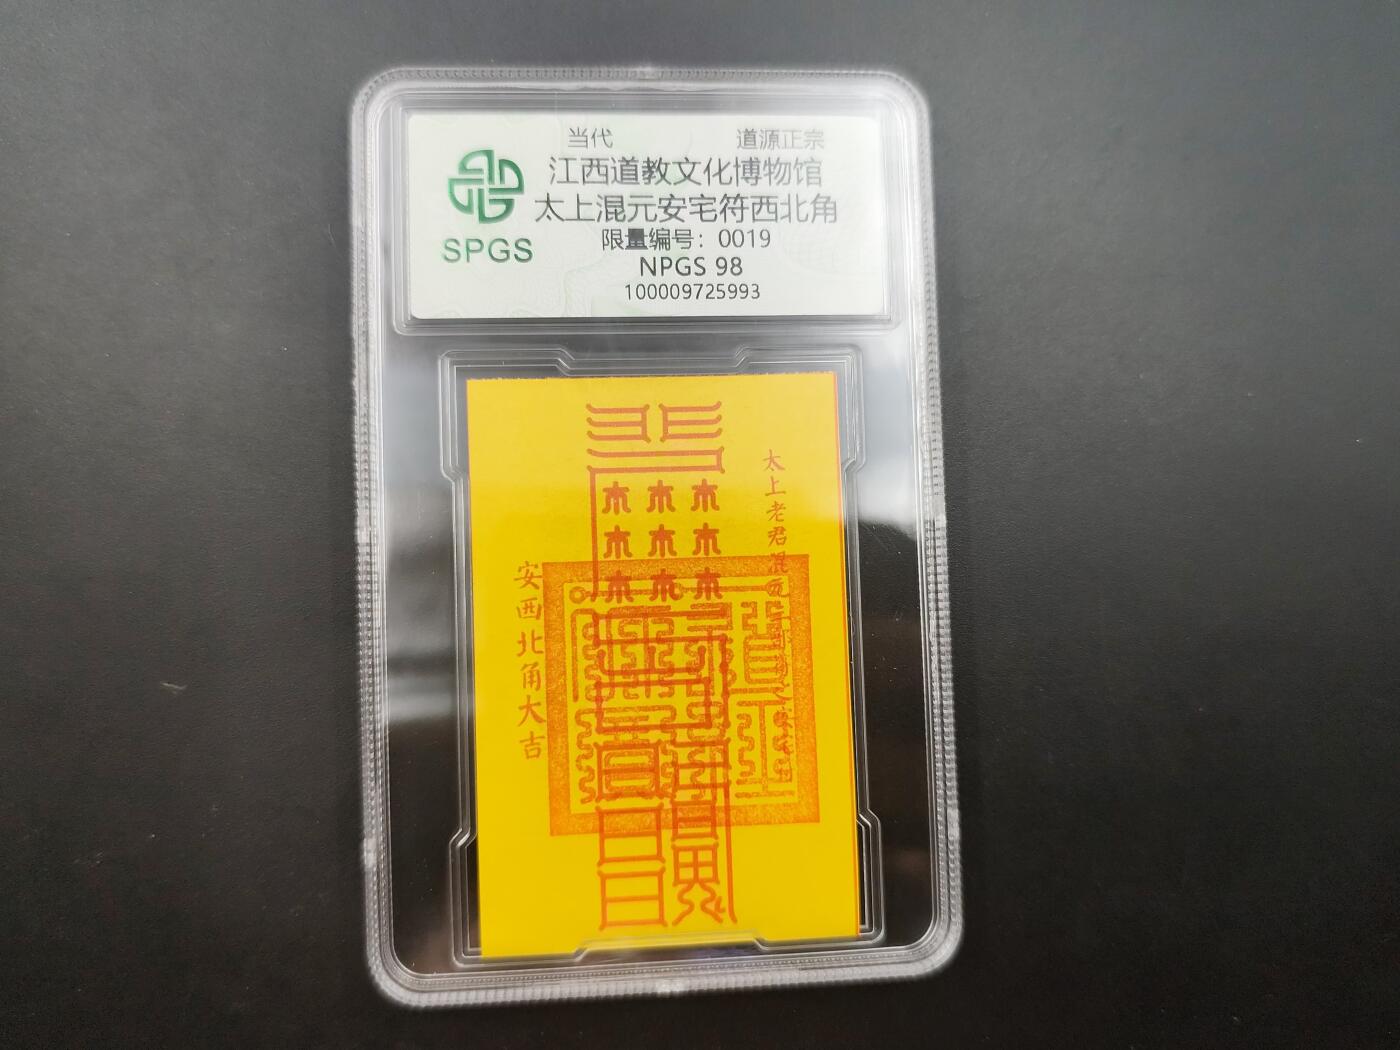 当代 道源正宗
江西道教文化博物馆
太上混元安宅符西北角
限量编号：0019
NPGS 98
100009725993
SPGS
太上老君混元
安西北角大吉